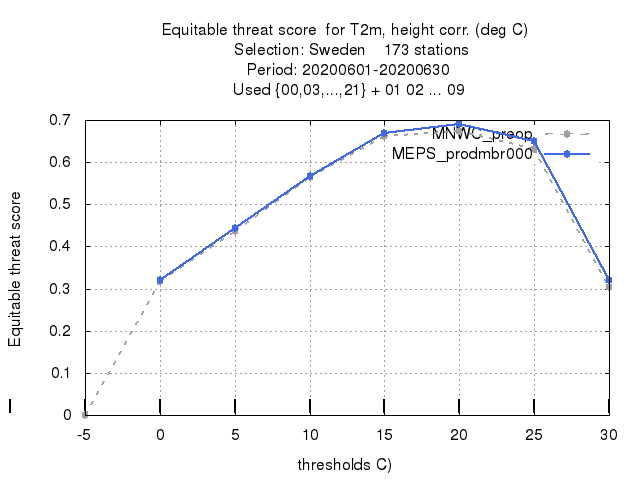 Equitable threat score  for T2m, height corr. (deg C)
Selection: Sweden    173 stations
Period: 20200601-20200630
Used {00,03,...,21} + 01 02 ... 09
0.7
0.6
0.5
0.4
0.3
0.2
0.1
0
Equitable threat score
MNWC_preop
MEPS_prodmbr000
-5 0 5 10 15 20 25 30
thresholds C)